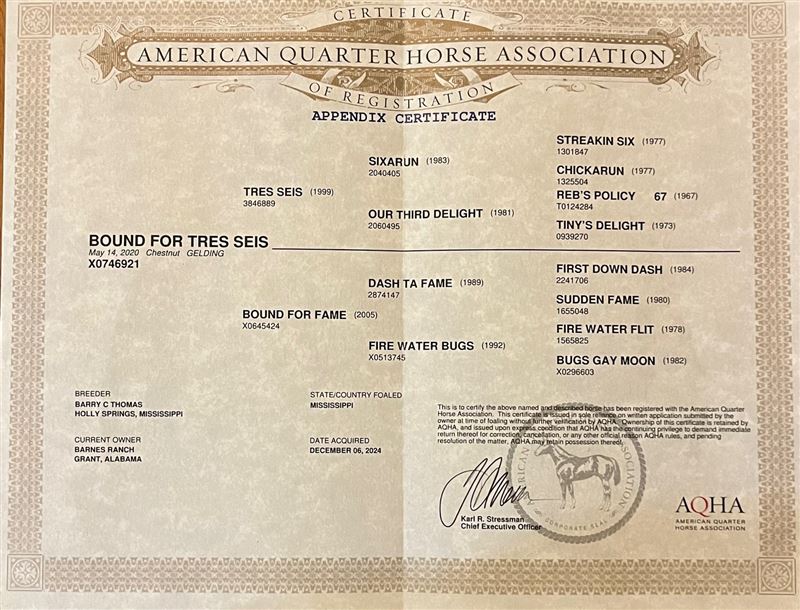 CERTIFICATE
AMERICAN QUARTER HORSE ASSOCIATION
OF REGISTRATION
APPENDIX CERTIFICATE
STREAKIN SIX (1977)
1301847
SIXARUN (1983)
2040405
CHICKARUN (1977)
1325504
TRES SEIS (1999)
3846889
REB'S POLICY 67 (1967)
T0124284
OUR THIRD DELIGHT (1981)
2060495
TINY'S DELIGHT (1973)
0939270
BOUND FOR TRES SEIS
May 14, 2020 Chestnut GELDING
X0746921
FIRST DOWN DASH (1984)
2241706
DASH TA FAME (1989)
2874147
SUDDEN FAME (1980)
1655048
BOUND FOR FAME (2005)
X0645424
FIRE WATER FLIT (1978)
1565825
FIRE WATER BUGS (1992)
X0513745
BUGS GAY MOON (1982)
X0296603
BREEDER
BARRY C THOMAS
HOLLY SPRINGS, MISSISSIPPI
STATE/COUNTRY FOALED
MISSISSIPPI
CURRENT OWNER
BARNES RANCH
GRANT, ALABAMA
DATE ACQUIRED
DECEMBER 06, 2024
This is to certify the above named and described horse has been registered with the American Quarter
Horse Association. This certificate is issued in sole reliance on written application submitted by the
owner at time of foaling without further verification by AQHA. Ownership of this certificate is retained by
AQHA, and issued upon express condition that AQHA has the continuing privilege to demand immediate
return thereof for correction, cancellation, or any other official reason AQHA rules, and pending
resolution of the matter, AQHA may retain possession thereof.
Karl R. Stressman
Chief Executive Officer
AMERICAN QUARTER HORSE ASSOCIATION
CORPORATE SEAL
AQHA
AMERICAN QUARTER
HORSE ASSOCIATION